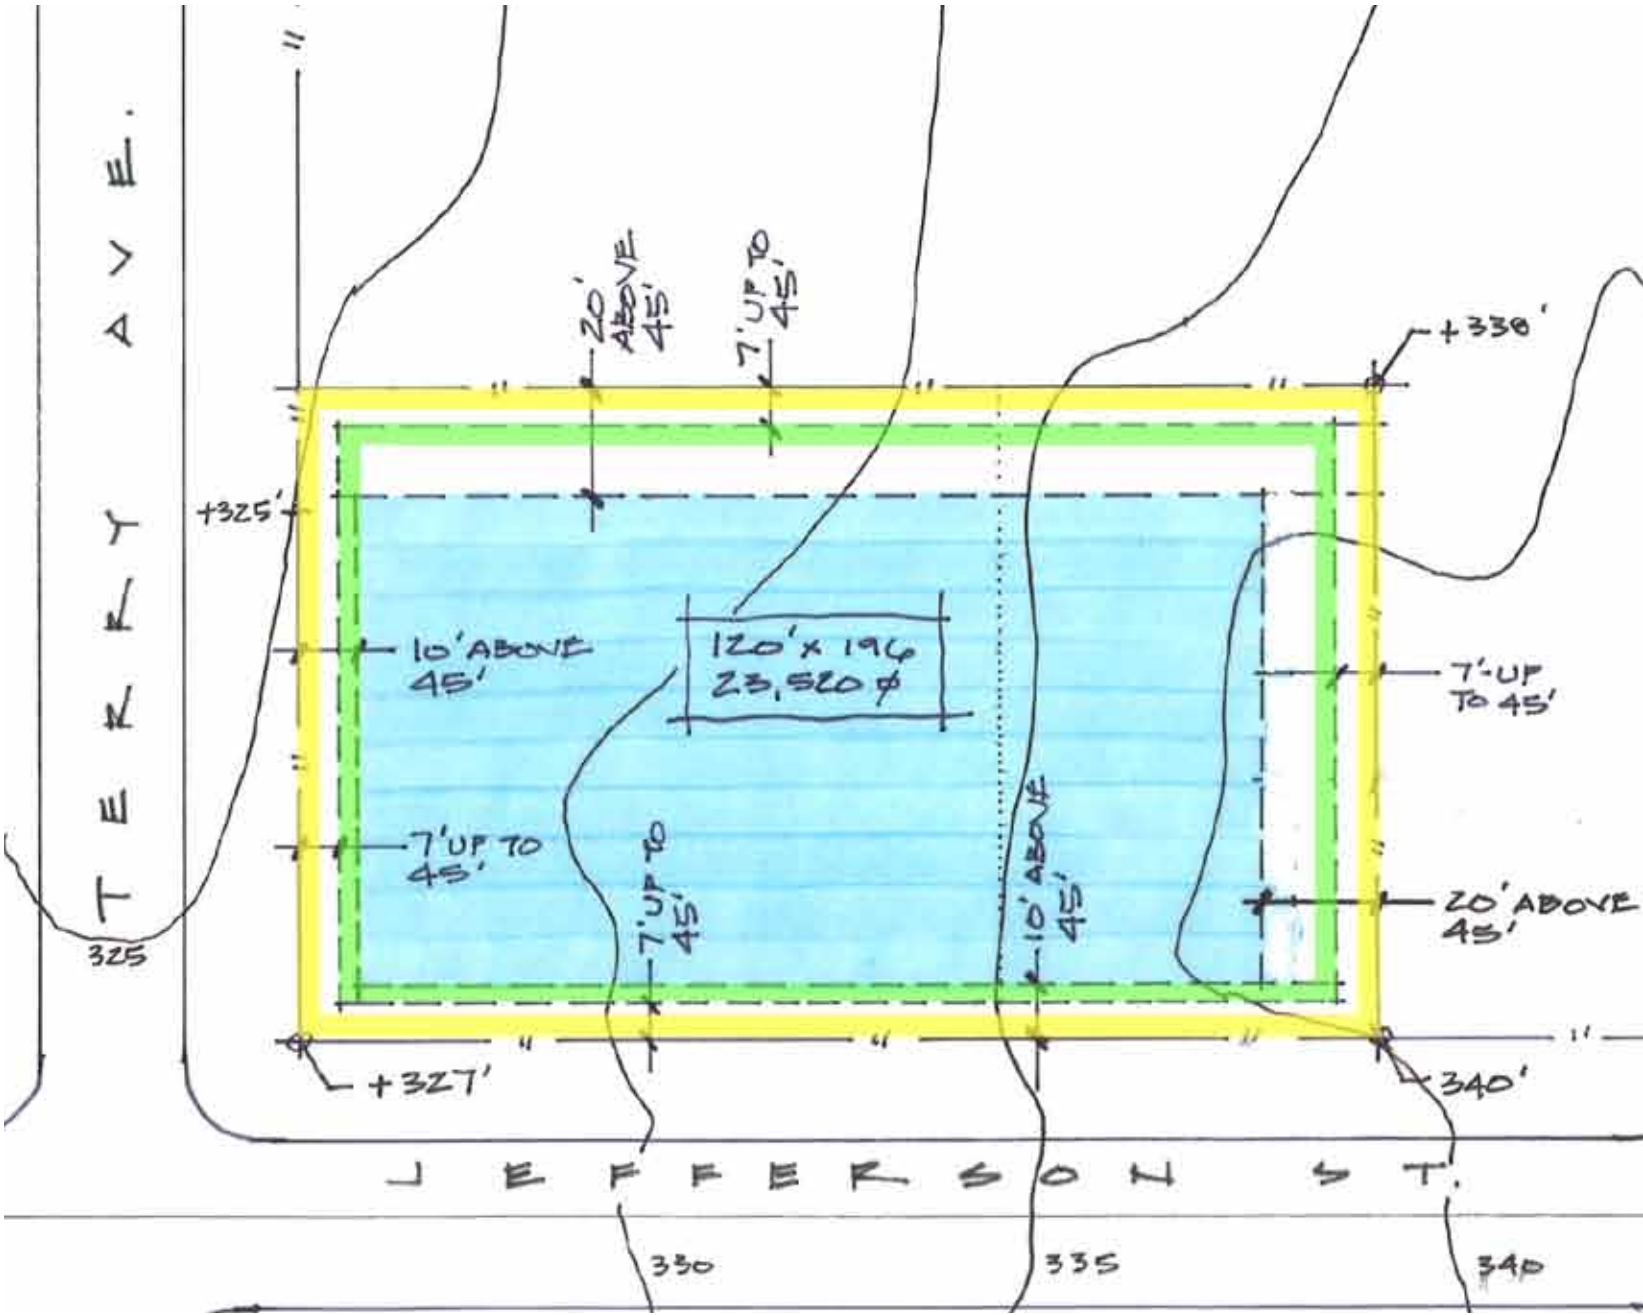 TERRY AVE.
20'
ABOVE
45'
7' UP TO
45'
+338'
+325'
10' ABOVE
45'
120' x 196
23,520 ⌀
7'-UP
TO 45'
7' UP TO
45'
7' UP TO
45'
10' ABOVE
45'
20' ABOVE
45'
325
+327'
340'
JEFFERSON ST.
330
335
340